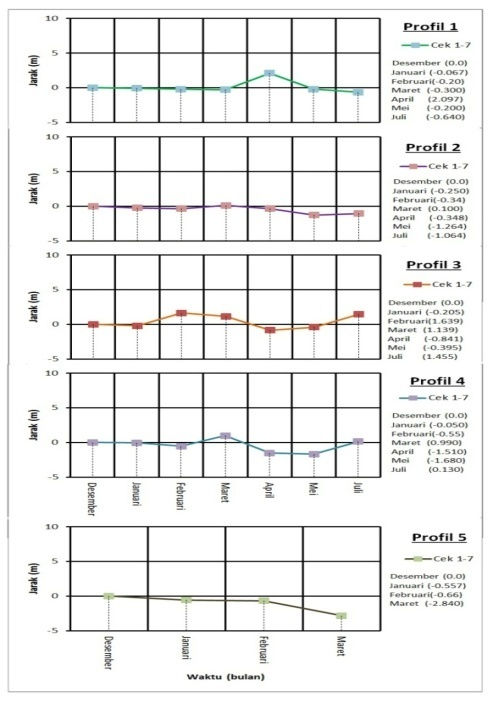 10
5
0
-5
Jarak (m)
Profil 1
Cek 1-7
Desember (0.0)
Januari (-0.067)
Februari(-0.20)
Maret (-0.300)
April (2.097)
Mei (-0.200)
Juli (-0.640)
10
5
0
-5
Jarak (m)
Profil 2
Cek 1-7
Desember (0.0)
Januari (-0.250)
Februari(-0.34)
Maret (0.100)
April (-0.348)
Mei (-1.264)
Juli (-1.064)
10
5
0
-5
Jarak (m)
Profil 3
Cek 1-7
Desember (0.0)
Januari (-0.205)
Februari(1.639)
Maret (1.139)
April (-0.841)
Mei (-0.395)
Juli (1.455)
10
5
0
-5
Jarak (m)
Profil 4
Cek 1-7
Desember (0.0)
Januari (-0.050)
Februari(-0.55)
Maret (0.990)
April (-1.510)
Mei (-1.680)
Juli (0.130)
Desember
Januari
Februari
Maret
April
Mei
Juli
10
5
0
-5
Jarak (m)
Profil 5
Cek 1-7
Desember (0.0)
Januari (-0.557)
Februari(-0.66)
Maret (-2.840)
Desember
Januari
Februari
Maret
Waktu (bulan)